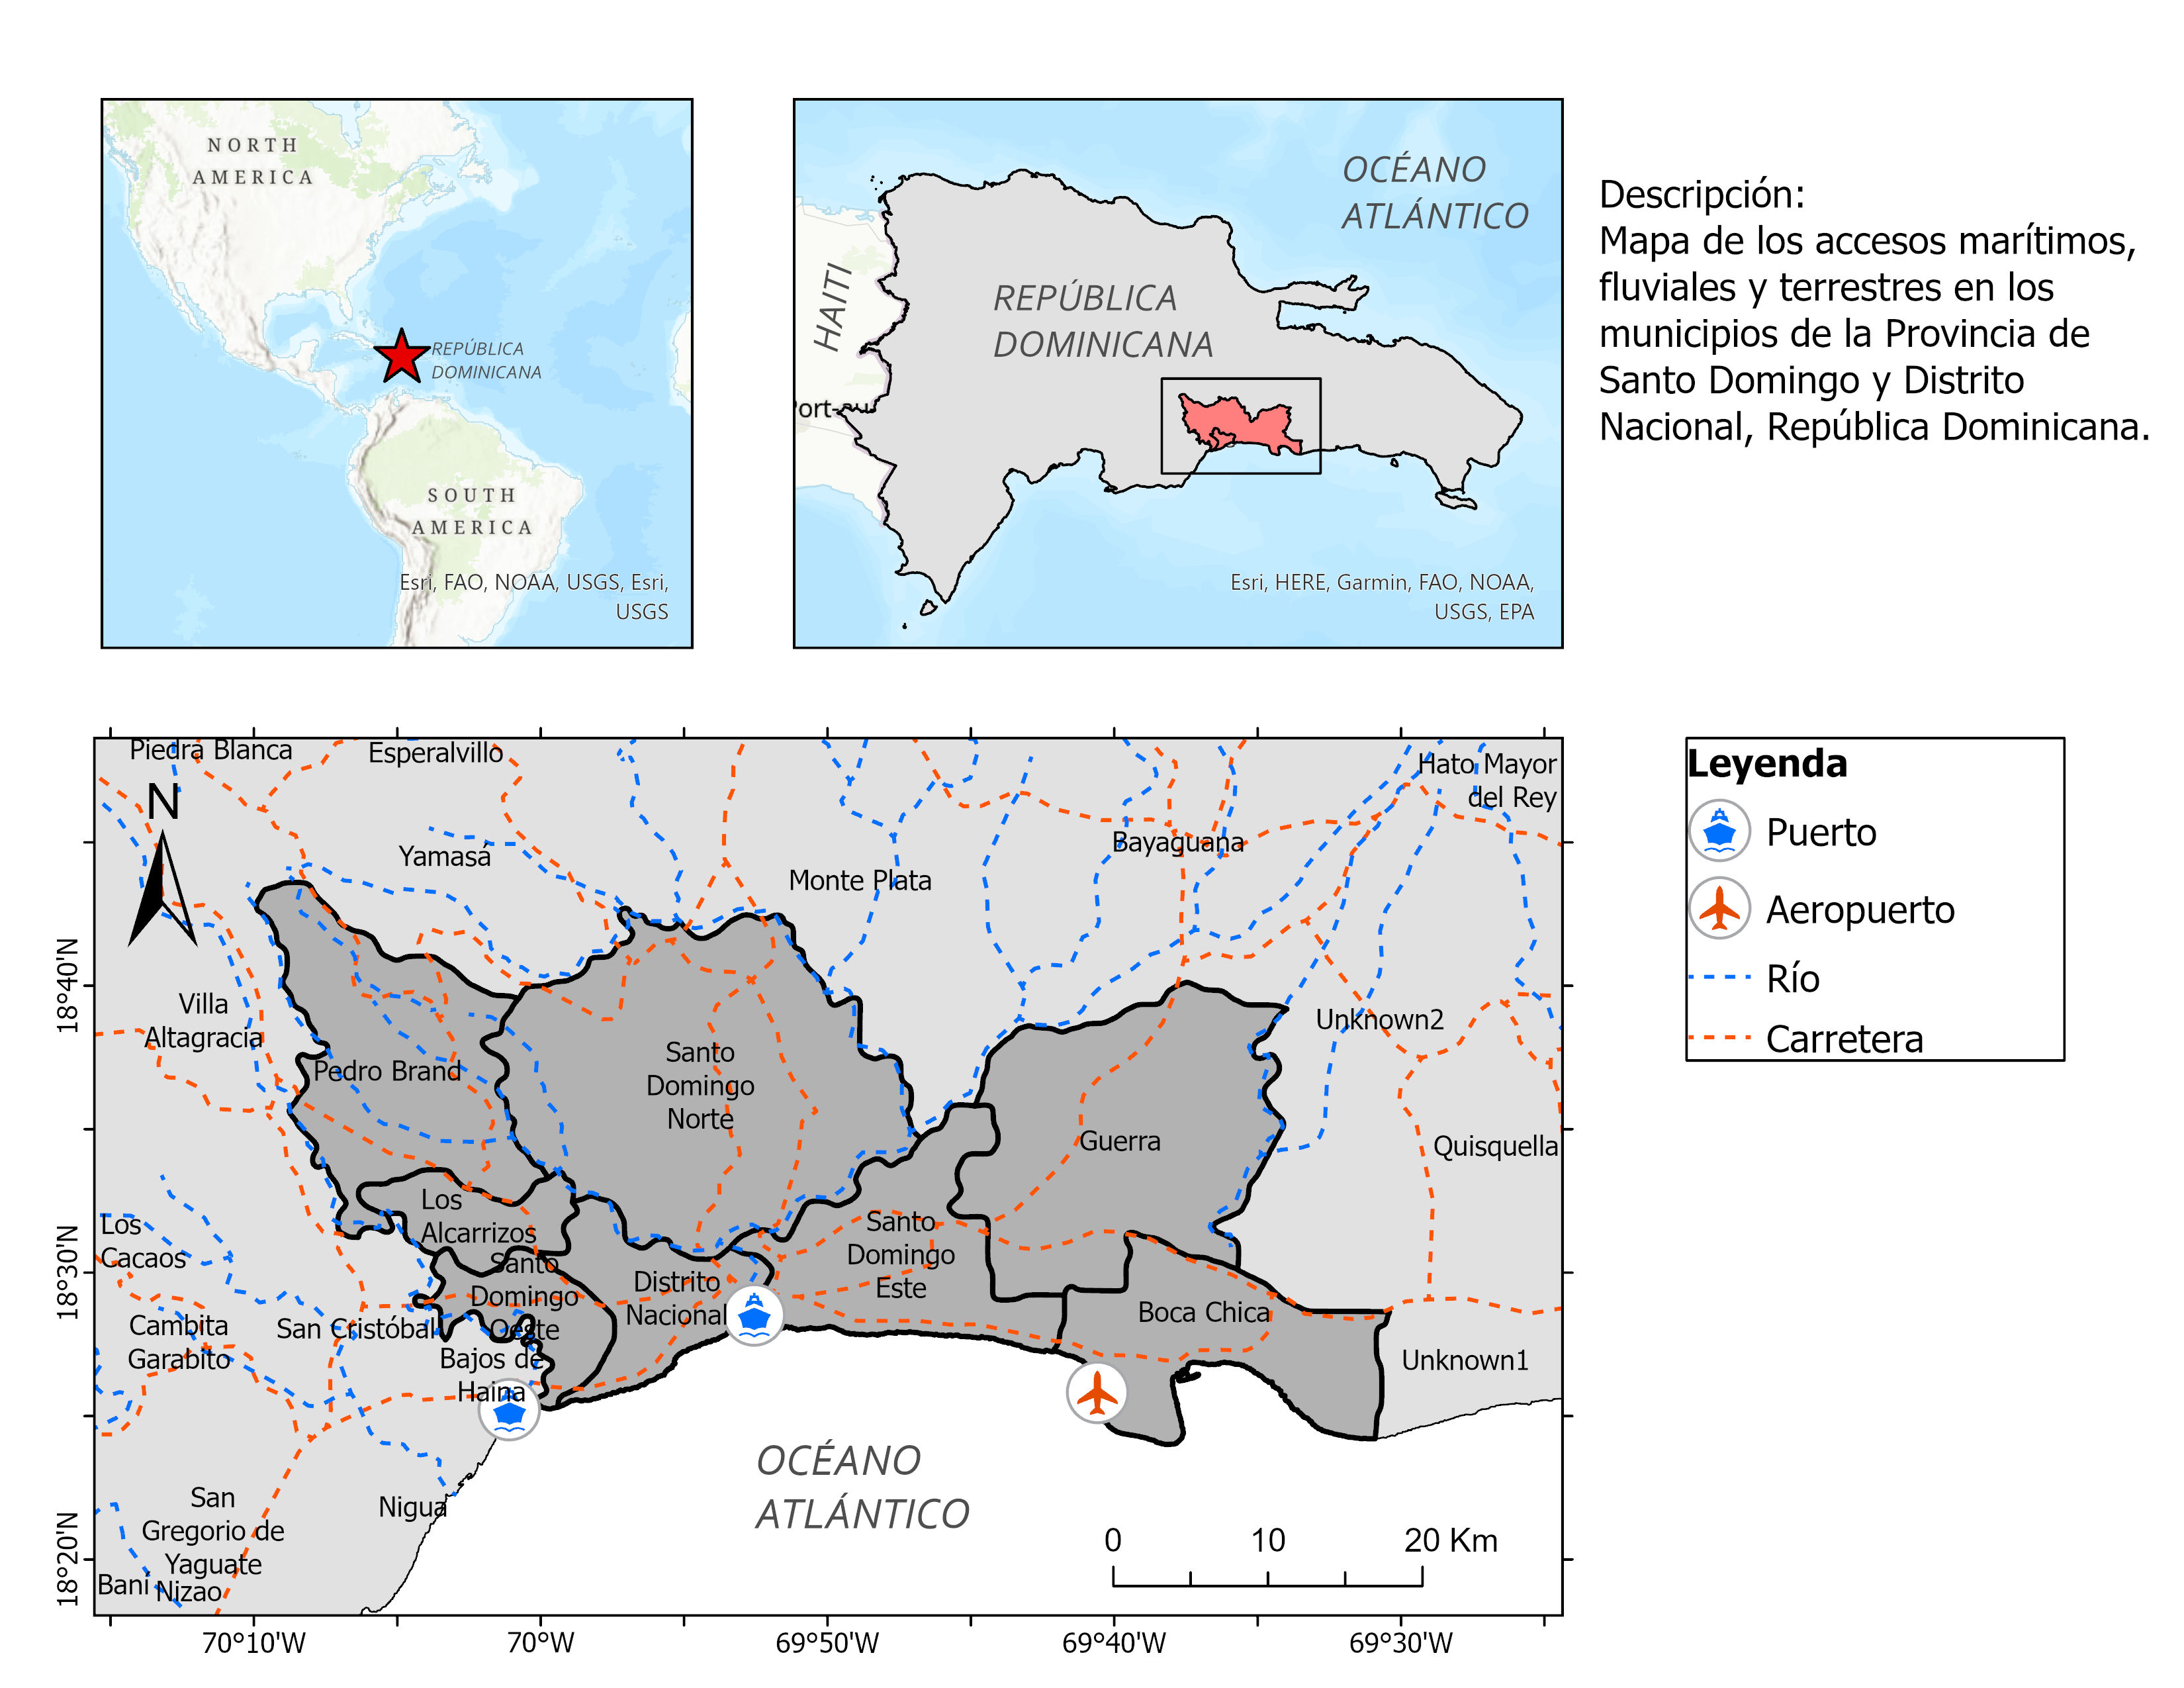 NORTH
AMERICA
REPÚBLICA
DOMINICANA
SOUTH
AMERICA
Esri, FAO, NOAA, USGS, Esri,
USGS
OCÉANO
ATLÁNTICO
HAITI
REPÚBLICA
DOMINICANA
Port-au
Esri, HERE, Garmin, FAO, NOAA,
USGS, EPA
Descripción:
Mapa de los accesos marítimos,
fluviales y terrestres en los
municipios de la Provincia de
Santo Domingo y Distrito
Nacional, República Dominicana.
Piedra Blanca
Esperalvillo
Hato Mayor
del Rey
N
Yamasá
Bayaguana
Monte Plata
Villa
Altagracia
Unknown2
Pedro Brand
Santo
Domingo
Norte
Guerra
Quisquella
Los
Alcarrizos
Los
Cacaos
Santo
Domingo
Este
Santo
Domingo
Oeste
Distrito
Nacional
Boca Chica
Cambita
Garabito
San Cristóbal
Bajos de
Haina
Unknown1
OCÉANO
ATLÁNTICO
San
Gregorio de
Yaguate
Nigua
Bani
Nizao
0 10 20 Km
18°40'N
18°30'N
18°20'N
70°10'W
70°W
69°50'W
69°40'W
69°30'W
Leyenda
Puerto
Aeropuerto
Río
Carretera